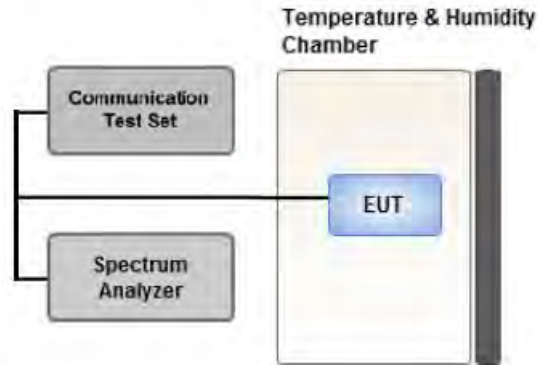 Temperature & Humidity
Chamber
Communication
Test Set
EUT
Spectrum
Analyzer